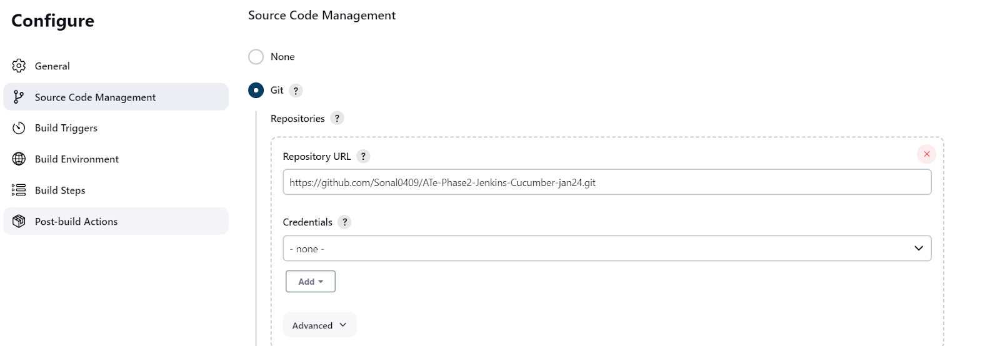 Configure
General
Source Code Management
Build Triggers
Build Environment
Build Steps
Post-build Actions
Source Code Management
None
Git ?
Repositories ?
Repository URL ?
https://github.com/Sonal0409/ATe-Phase2-Jenkins-Cucumber-jan24.git
Credentials ?
- none -
Add
Advanced